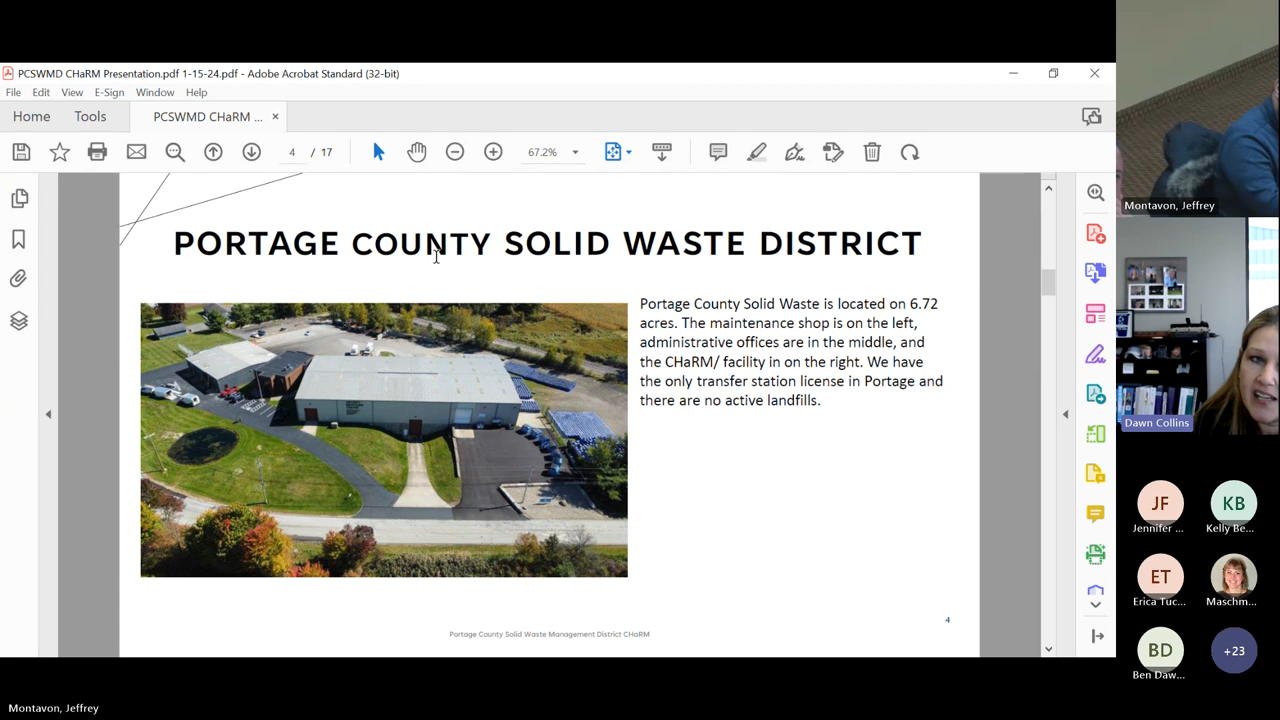 PCSWMD CHaRM Presentation.pdf 1-15-24.pdf - Adobe Acrobat Standard (32-bit)
File Edit View E-Sign Window Help
Home Tools PCSWMD CHaRM ... ×
4 / 17 67.2%
PORTAGE COUNTY SOLID WASTE DISTRICT
Portage County Solid Waste is located on 6.72
acres. The maintenance shop is on the left,
administrative offices are in the middle, and
the CHaRM/ facility in on the right. We have
the only transfer station license in Portage and
there are no active landfills.
4
Portage County Solid Waste Management District CHaRM
Montavon, Jeffrey
Dawn Collins
JF
Jennifer ...
KB
Kelly Be...
ET
Erica Tuc...
Maschm...
BD
Ben Daw...
+23
Montavon, Jeffrey